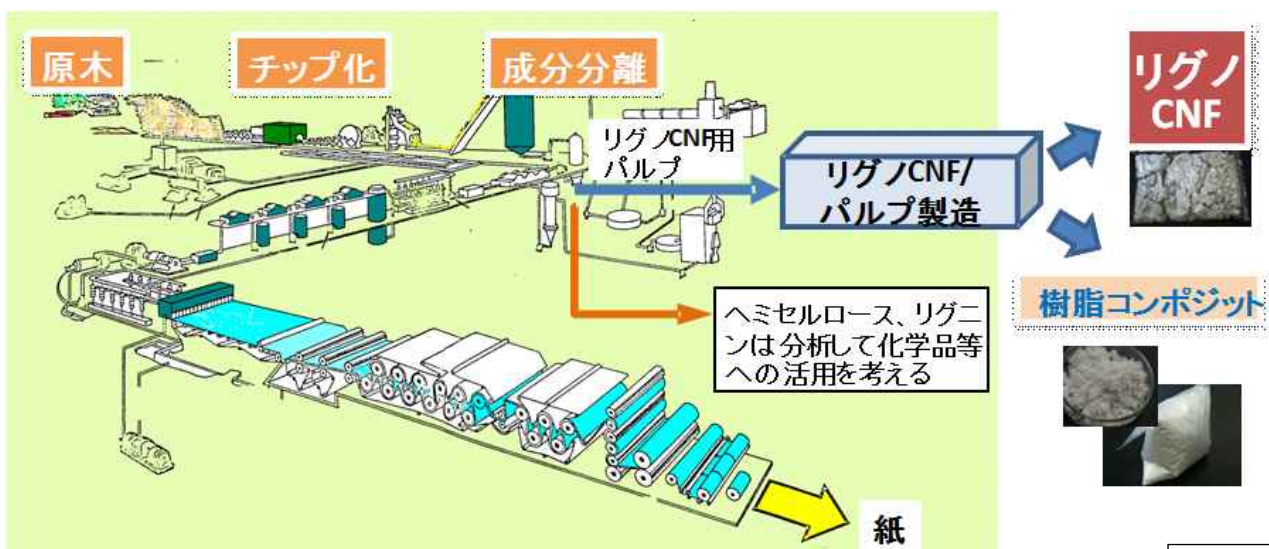 原木
チップ化
成分分離
リグノCNF用
パルプ
リグノCNF/
パルプ製造
リグノ
CNF
樹脂コンポジット
ヘミセルロース、リグニ
ンは分析して化学品等
への活用を考える
紙